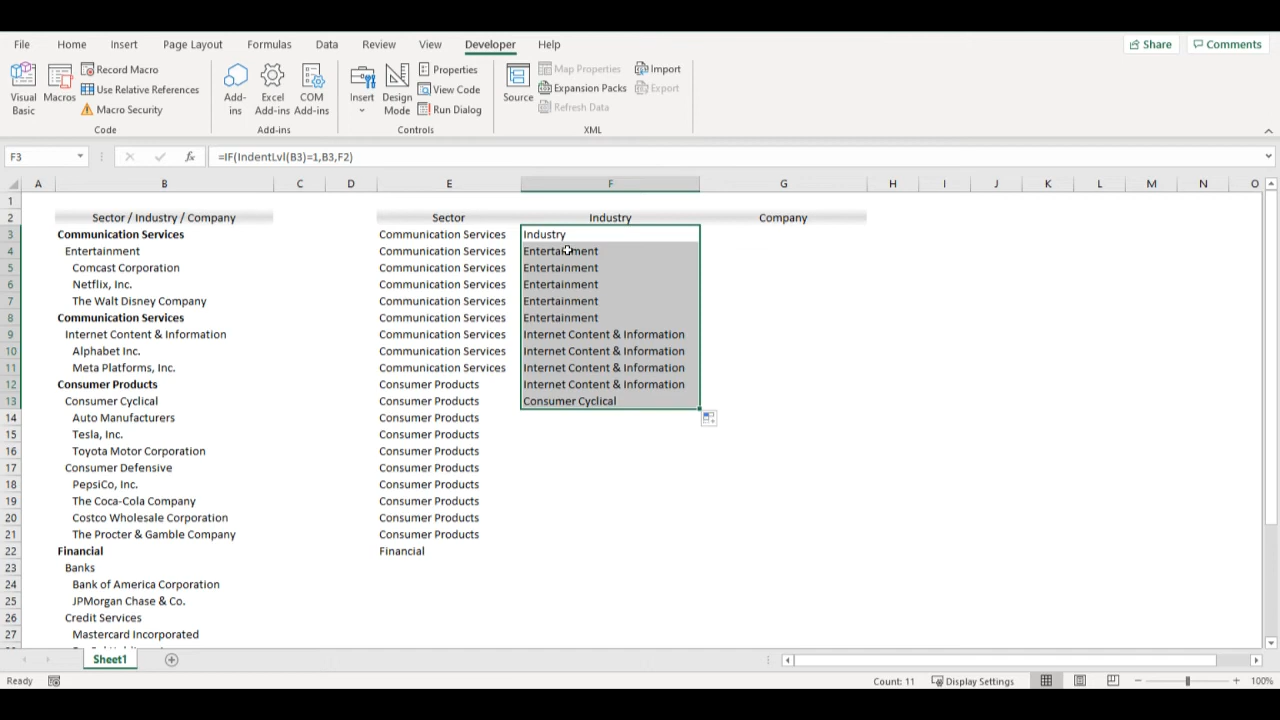 File Home Insert Page Layout Formulas Data Review View Developer Help Share Comments
Visual Basic Macros Record Macro Use Relative References Macro Security Code
Add-ins Excel Add-ins COM Add-ins Add-ins
Insert Design Mode Properties View Code Run Dialog Controls
Source Map Properties Expansion Packs Refresh Data Import Export XML
F3 fx =IF(IndentLvl(B3)=1,B3,F2)
A B C D E F G H I J K L M N O
1
2 Sector / Industry / Company Sector Industry Company
3 Communication Services Communication Services Industry
4 Entertainment Communication Services Entertainment
5 Comcast Corporation Communication Services Entertainment
6 Netflix, Inc. Communication Services Entertainment
7 The Walt Disney Company Communication Services Entertainment
8 Communication Services Communication Services Entertainment
9 Internet Content & Information Communication Services Internet Content & Information
10 Alphabet Inc. Communication Services Internet Content & Information
11 Meta Platforms, Inc. Communication Services Internet Content & Information
12 Consumer Products Consumer Products Internet Content & Information
13 Consumer Cyclical Consumer Products Consumer Cyclical
14 Auto Manufacturers Consumer Products
15 Tesla, Inc. Consumer Products
16 Toyota Motor Corporation Consumer Products
17 Consumer Defensive Consumer Products
18 PepsiCo, Inc. Consumer Products
19 The Coca-Cola Company Consumer Products
20 Costco Wholesale Corporation Consumer Products
21 The Procter & Gamble Company Consumer Products
22 Financial Financial
23 Banks
24 Bank of America Corporation
25 JPMorgan Chase & Co.
26 Credit Services
27 Mastercard Incorporated
Sheet1
Ready Count: 11 Display Settings 100%